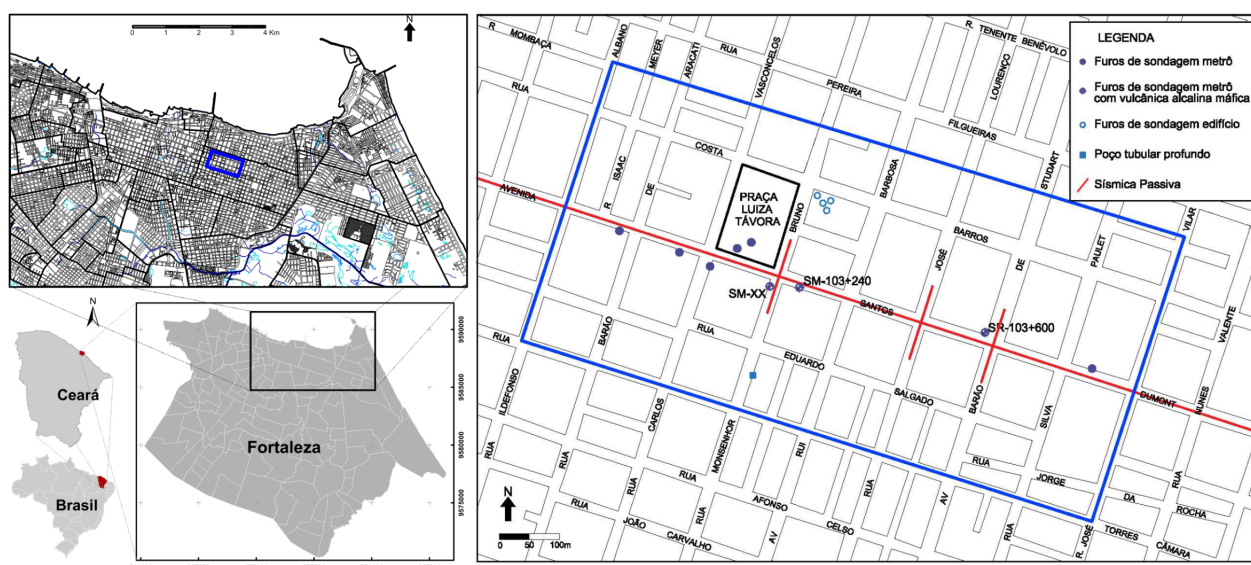 0 1 2 3 4 Km
N
N
Ceará
Brasil
Fortaleza
9590000
9585000
9580000
9575000
LEGENDA
Furos de sondagem metrô
Furos de sondagem metrô
com vulcânica alcalina máfica
Furos de sondagem edifício
Poço tubular profundo
Sísmica Passiva
R
MOMBAÇA
ALBANO
MEYER
ARACATI
RUA
VASCONCELOS
PEREIRA
FILGUEIRAS
R. TENENTE BENÉVOLO
LOURENÇO
STUDART
RUA
ISAAC
R
DE
COSTA
PRAÇA
LUIZA
TÁVORA
BRUNO
BARBOSA
BARROS
JOSÉ
DE
PAULET
VILAR
AVENIDA
SM-XX
SM-103+240
SANTOS
SR-103+600
VALENTE
NUNES
DUMONT
RUA
ILDEFONSO
BARÃO
RUA
EDUARDO
SALGADO
BARÃO
SILVA
CARLOS
MONSENHOR
RUI
RUA
JORGE
DA
ROCHA
RUA
RUA
RUA
RUA
RUA
AFONSO
CELSO
AV
AV
RUA
RUA
JOÃO
CARVALHO
R. JOSÉ
TORRES
CÂMARA
RUA
N
0 50 100m